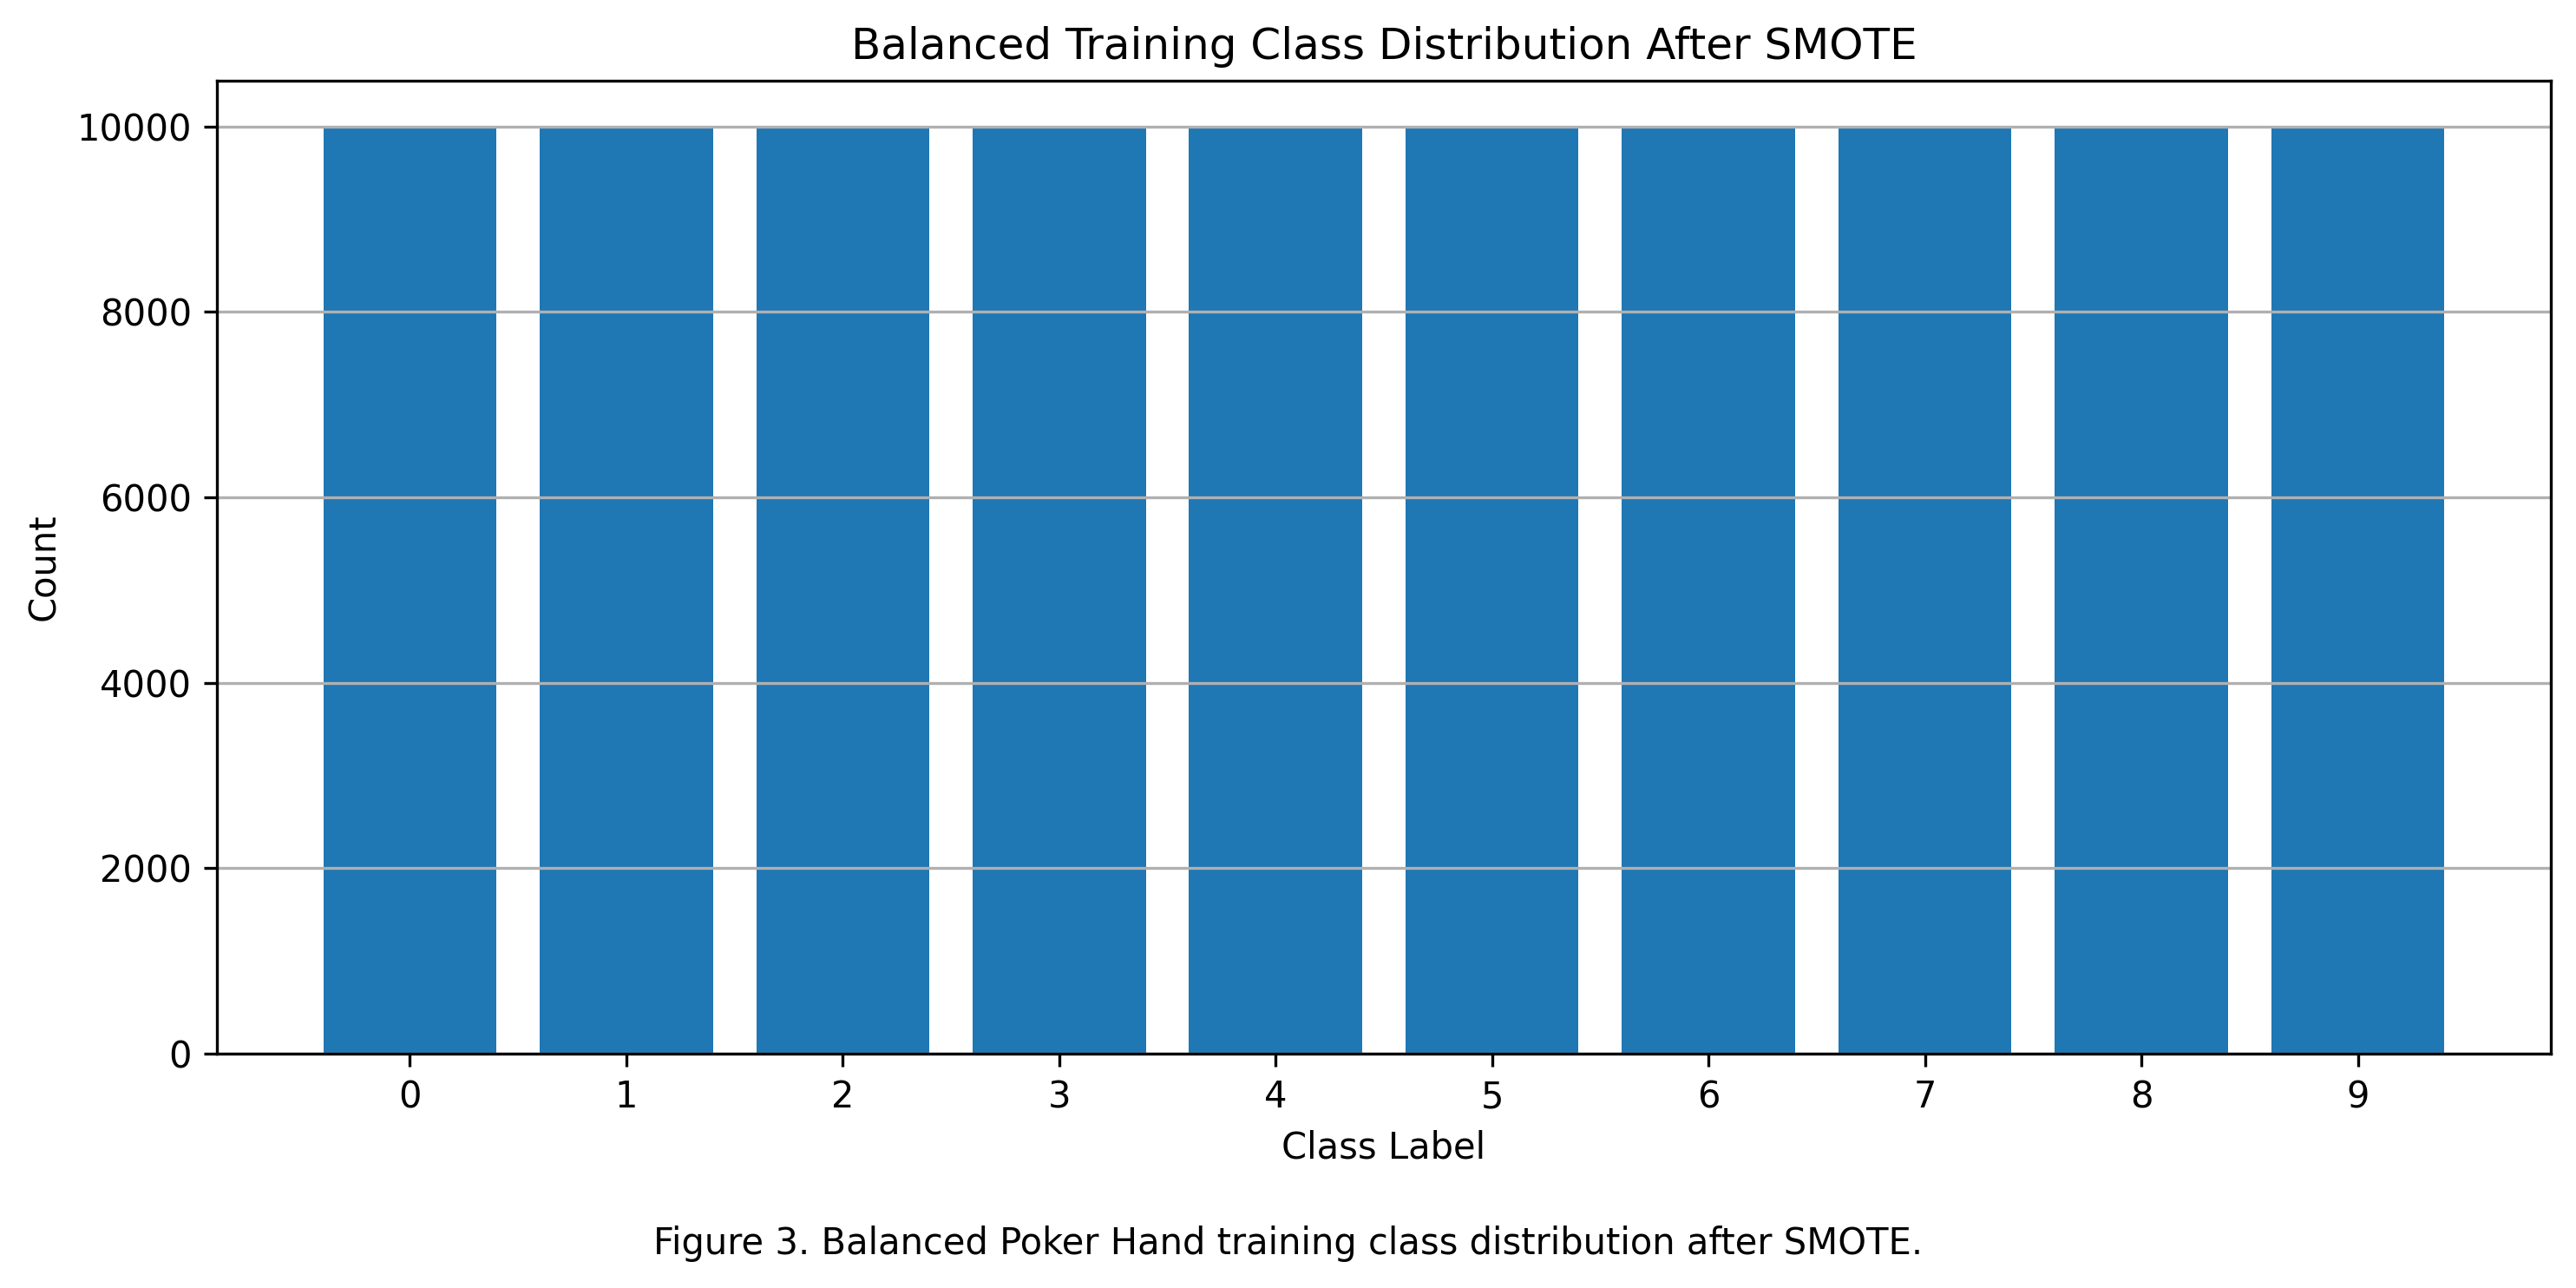 Balanced Training Class Distribution After SMOTE
10000
8000
6000
4000
2000
0
Count
0 1 2 3 4 5 6 7 8 9
Class Label
Figure 3. Balanced Poker Hand training class distribution after SMOTE.